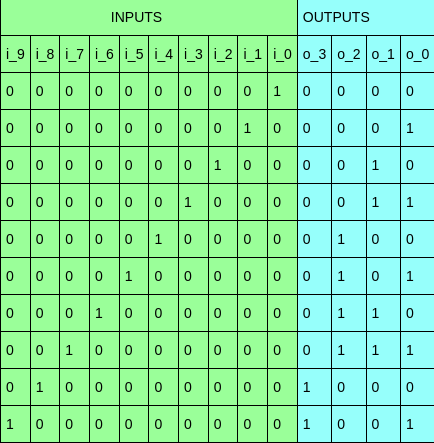 INPUTS OUTPUTS
i_9 i_8 i_7 i_6 i_5 i_4 i_3 i_2 i_1 i_0 o_3 o_2 o_1 o_0
0 0 0 0 0 0 0 0 0 1 0 0 0 0
0 0 0 0 0 0 0 0 1 0 0 0 0 1
0 0 0 0 0 0 0 1 0 0 0 0 1 0
0 0 0 0 0 0 1 0 0 0 0 0 1 1
0 0 0 0 0 1 0 0 0 0 0 1 0 0
0 0 0 0 1 0 0 0 0 0 0 1 0 1
0 0 0 1 0 0 0 0 0 0 0 1 1 0
0 0 1 0 0 0 0 0 0 0 0 1 1 1
0 1 0 0 0 0 0 0 0 0 1 0 0 0
1 0 0 0 0 0 0 0 0 0 1 0 0 1